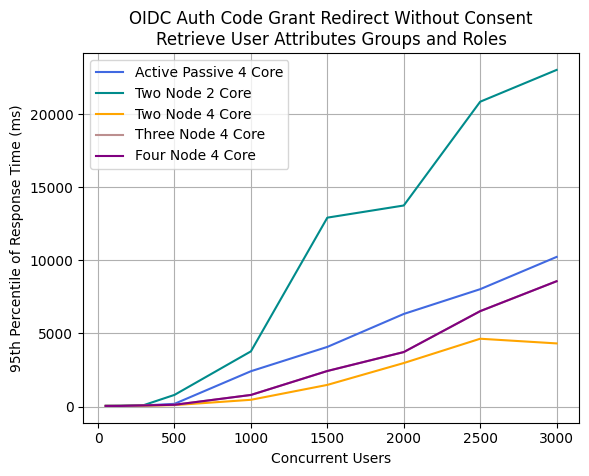 OIDC Auth Code Grant Redirect Without Consent
Retrieve User Attributes Groups and Roles
Active Passive 4 Core
Two Node 2 Core
Two Node 4 Core
Three Node 4 Core
Four Node 4 Core
95th Percentile of Response Time (ms)
20000
15000
10000
5000
0
0 500 1000 1500 2000 2500 3000
Concurrent Users